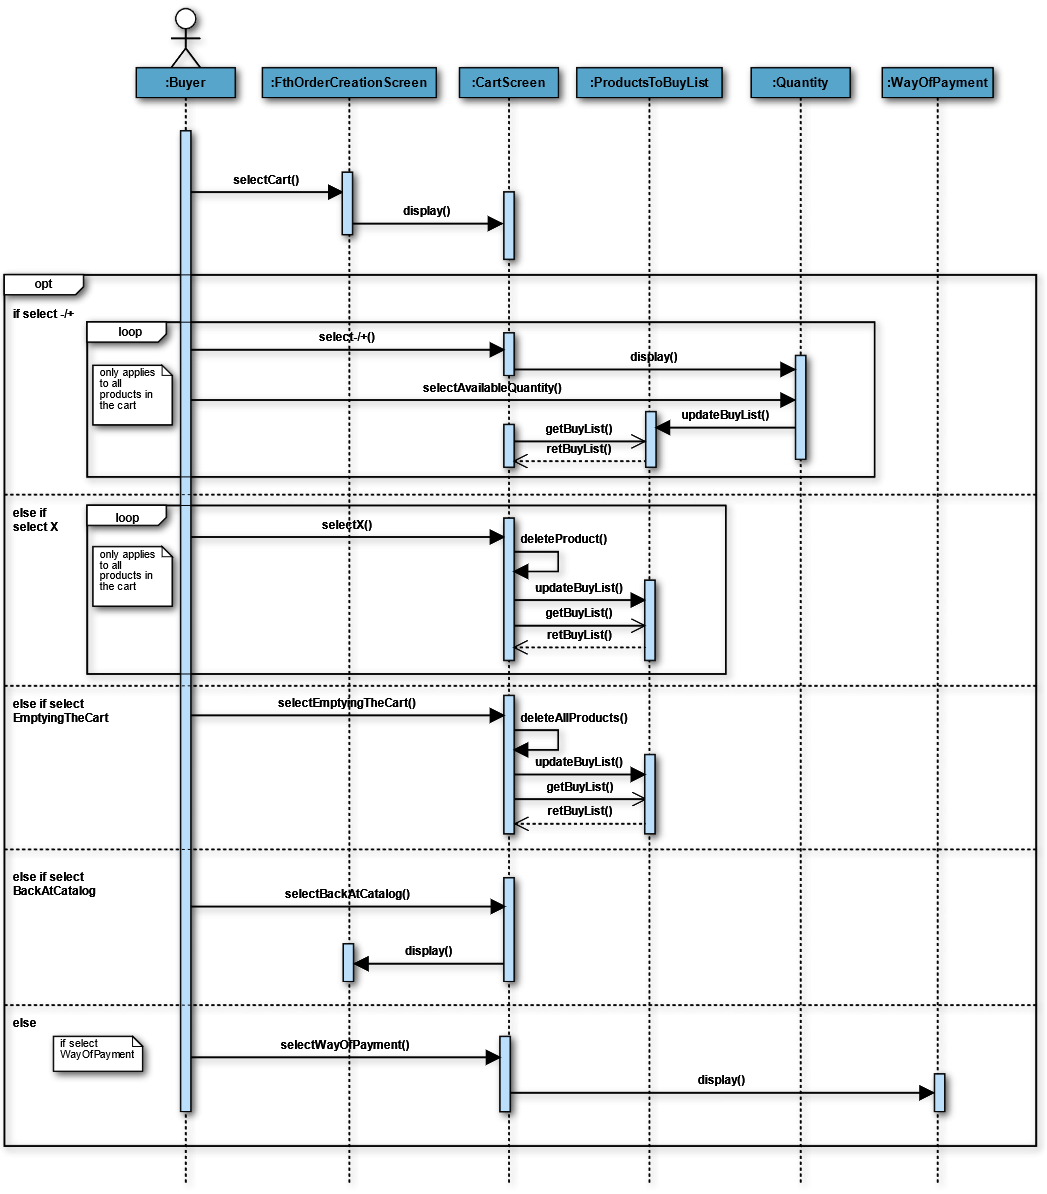 :Buyer
:FthOrderCreationScreen
:CartScreen
:ProductsToBuyList
:Quantity
:WayOfPayment
selectCart()
display()
opt
if select -/+
loop
select-/+()
only applies
to all
products in
the cart
display()
selectAvailableQuantity()
updateBuyList()
getBuyList()
retBuyList()
else if
select X
loop
selectX()
only applies
to all
products in
the cart
deleteProduct()
updateBuyList()
getBuyList()
retBuyList()
else if select
EmptyingTheCart
selectEmptyingTheCart()
deleteAllProducts()
updateBuyList()
getBuyList()
retBuyList()
else if select
BackAtCatalog
selectBackAtCatalog()
display()
else
if select
WayOfPayment
selectWayOfPayment()
display()